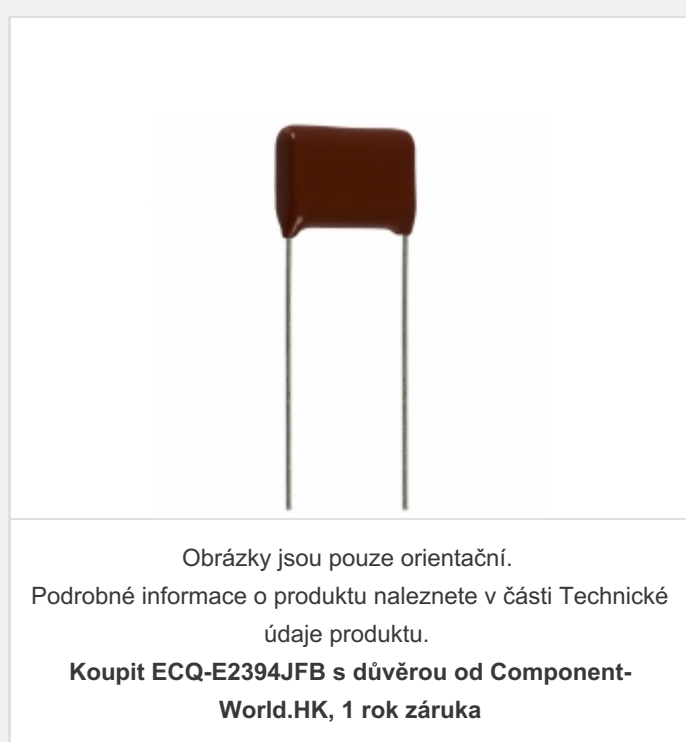 Obrázky jsou pouze orientační.
Podrobné informace o produktu naleznete v části Technické
údaje produktu.
Koupit ECQ-E2394JFB s důvěrou od Component-
World.HK, 1 rok záruka